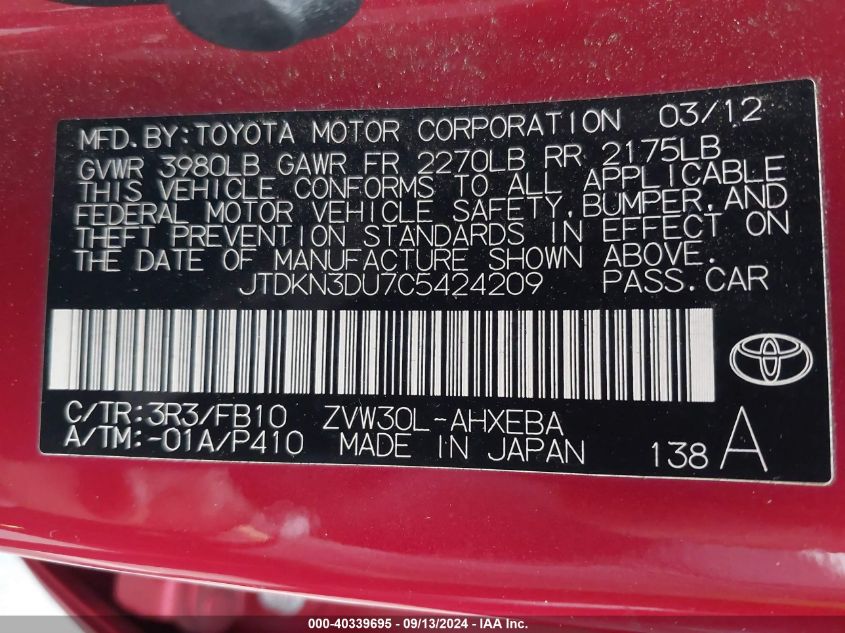 MFD. BY: TOYOTA MOTOR CORPORATION 03/12
GVWR 3980LB GAWR FR 2270LB RR 2175LB
THIS VEHICLE CONFORMS TO ALL APPLICABLE
FEDERAL MOTOR VEHICLE SAFETY, BUMPER, AND
THEFT PREVENTION STANDARDS IN EFFECT ON
THE DATE OF MANUFACTURE SHOWN ABOVE.
JTDKN3DU7C5424209 PASS. CAR
C/TR: 3R3/FB10 ZVW30L-AHXEBA
A/TM: -01A/P410 MADE IN JAPAN 138 A
000-40339695 - 09/13/2024 - IAS Inc.